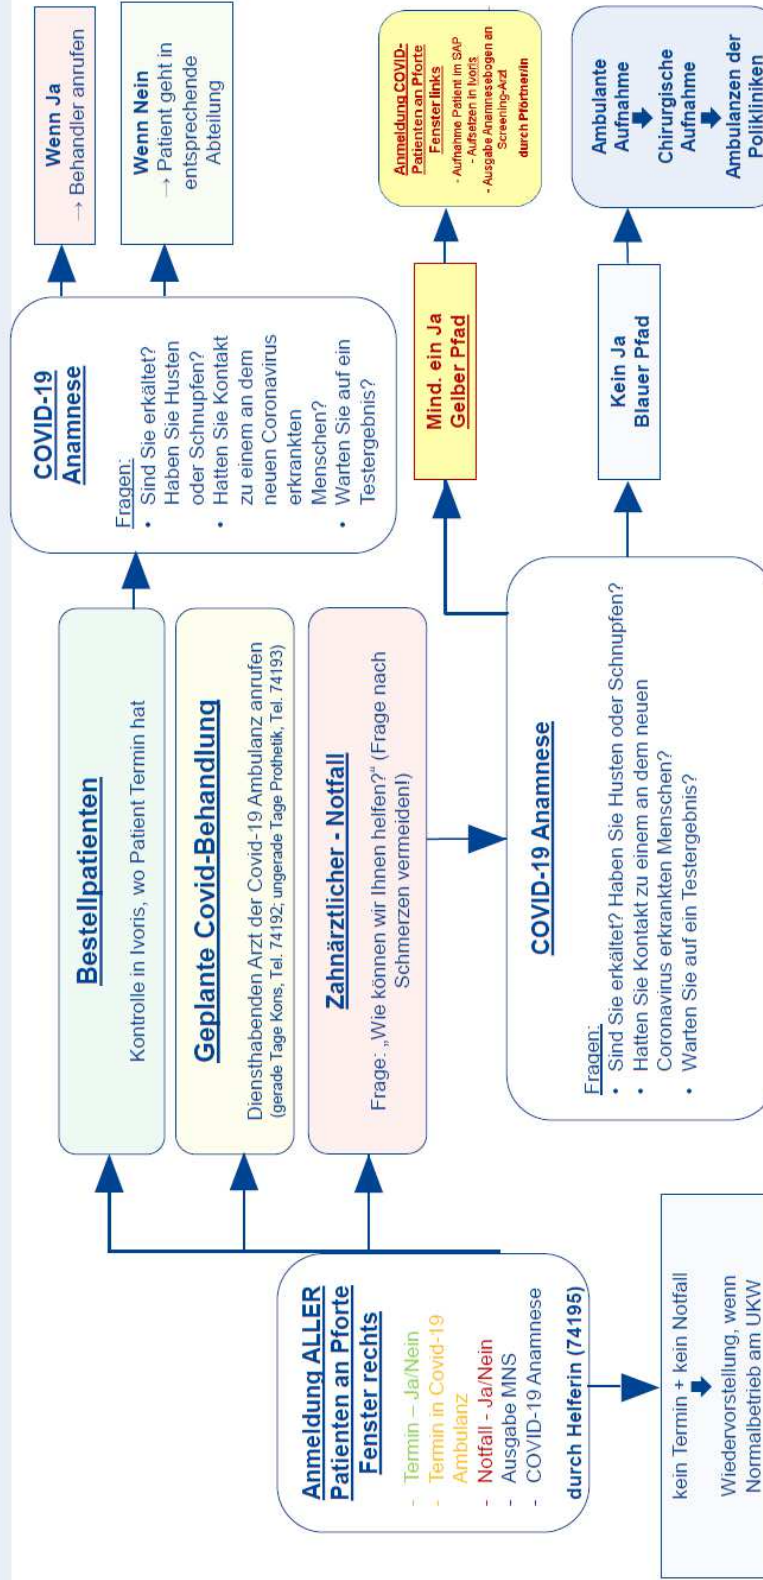 Anmeldung ALLER
Patienten an Pforte
Fenster rechts
- Termin – Ja/Nein
- Termin in Covid-19
Ambulanz
- Notfall - Ja/Nein
- Ausgabe MNS
- COVID-19 Anamnese
durch Helferin (74195)
kein Termin + kein Notfall
Wiedervorstellung, wenn
Normalbetrieb am UKW
Bestellpatienten
Kontrolle in Ivoris, wo Patient Termin hat
Geplante Covid-Behandlung
Diensthabenden Arzt der Covid-19 Ambulanz anrufen
(gerade Tage Kons, Tel. 74192; ungerade Tage Prothetik, Tel. 74193)
Zahnärztlicher - Notfall
Frage: „Wie können wir Ihnen helfen?“ (Frage nach
Schmerzen vermeiden!)
COVID-19 Anamnese
Fragen:
• Sind Sie erkältet? Haben Sie Husten oder Schnupfen?
• Hatten Sie Kontakt zu einem an dem neuen
Coronavirus erkrankten Menschen?
• Warten Sie auf ein Testergebnis?
COVID-19
Anamnese
Fragen:
• Sind Sie erkältet?
Haben Sie Husten
oder Schnupfen?
• Hatten Sie Kontakt
zu einem an dem
neuen Coronavirus
erkrankten
Menschen?
• Warten Sie auf ein
Testergebnis?
Wenn Ja
→ Behandler anrufen
Wenn Nein
→ Patient geht in
entsprechende
Abteilung
Mind. ein Ja
Gelber Pfad
Anmeldung COVID-
Patienten an Pforte
Fenster links
- Aufnahme Patient im SAP
- Aufsetzen in Ivoris
- Ausgabe Anamnesebogen an
Screening-Arzt
durch Pförtner/in
Kein Ja
Blauer Pfad
Ambulante
Aufnahme
Chirurgische
Aufnahme
Ambulanzen der
Polikliniken